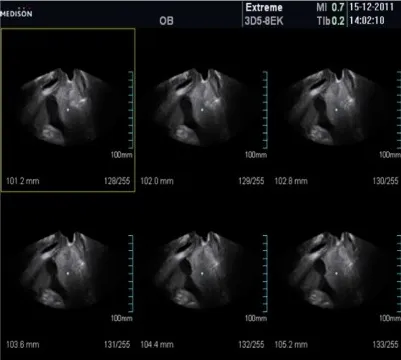 MEDISON
OB
Extreme
3D5-8EK
MI 0.7
TIb 0.2
15-12-2011
14:02:10
100mm
101.2 mm 128/255
100mm
102.0 mm 129/255
100mm
102.8 mm 130/255
100mm
103.6 mm 131/255
100mm
104.4 mm 132/255
100mm
105.2 mm 133/255